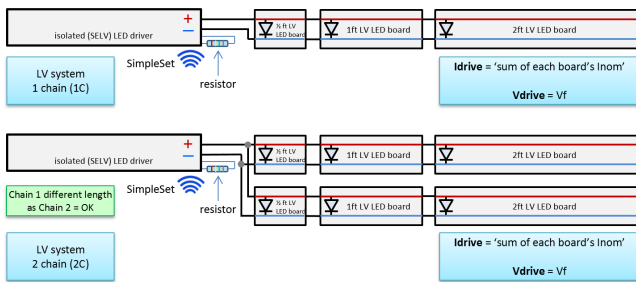 +
−
isolated (SELV) LED driver
½ ft LV
LED board
1ft LV LED board
2ft LV LED board
SimpleSet
resistor
LV system
1 chain (1C)
Idrive = 'sum of each board's Inom'
Vdrive = Vf
+
−
isolated (SELV) LED driver
½ ft LV
LED board
1ft LV LED board
2ft LV LED board
SimpleSet
resistor
Chain 1 different length
as Chain 2 = OK
½ ft LV
LED board
1ft LV LED board
2ft LV LED board
LV system
2 chain (2C)
Idrive = 'sum of each board's Inom'
Vdrive = Vf